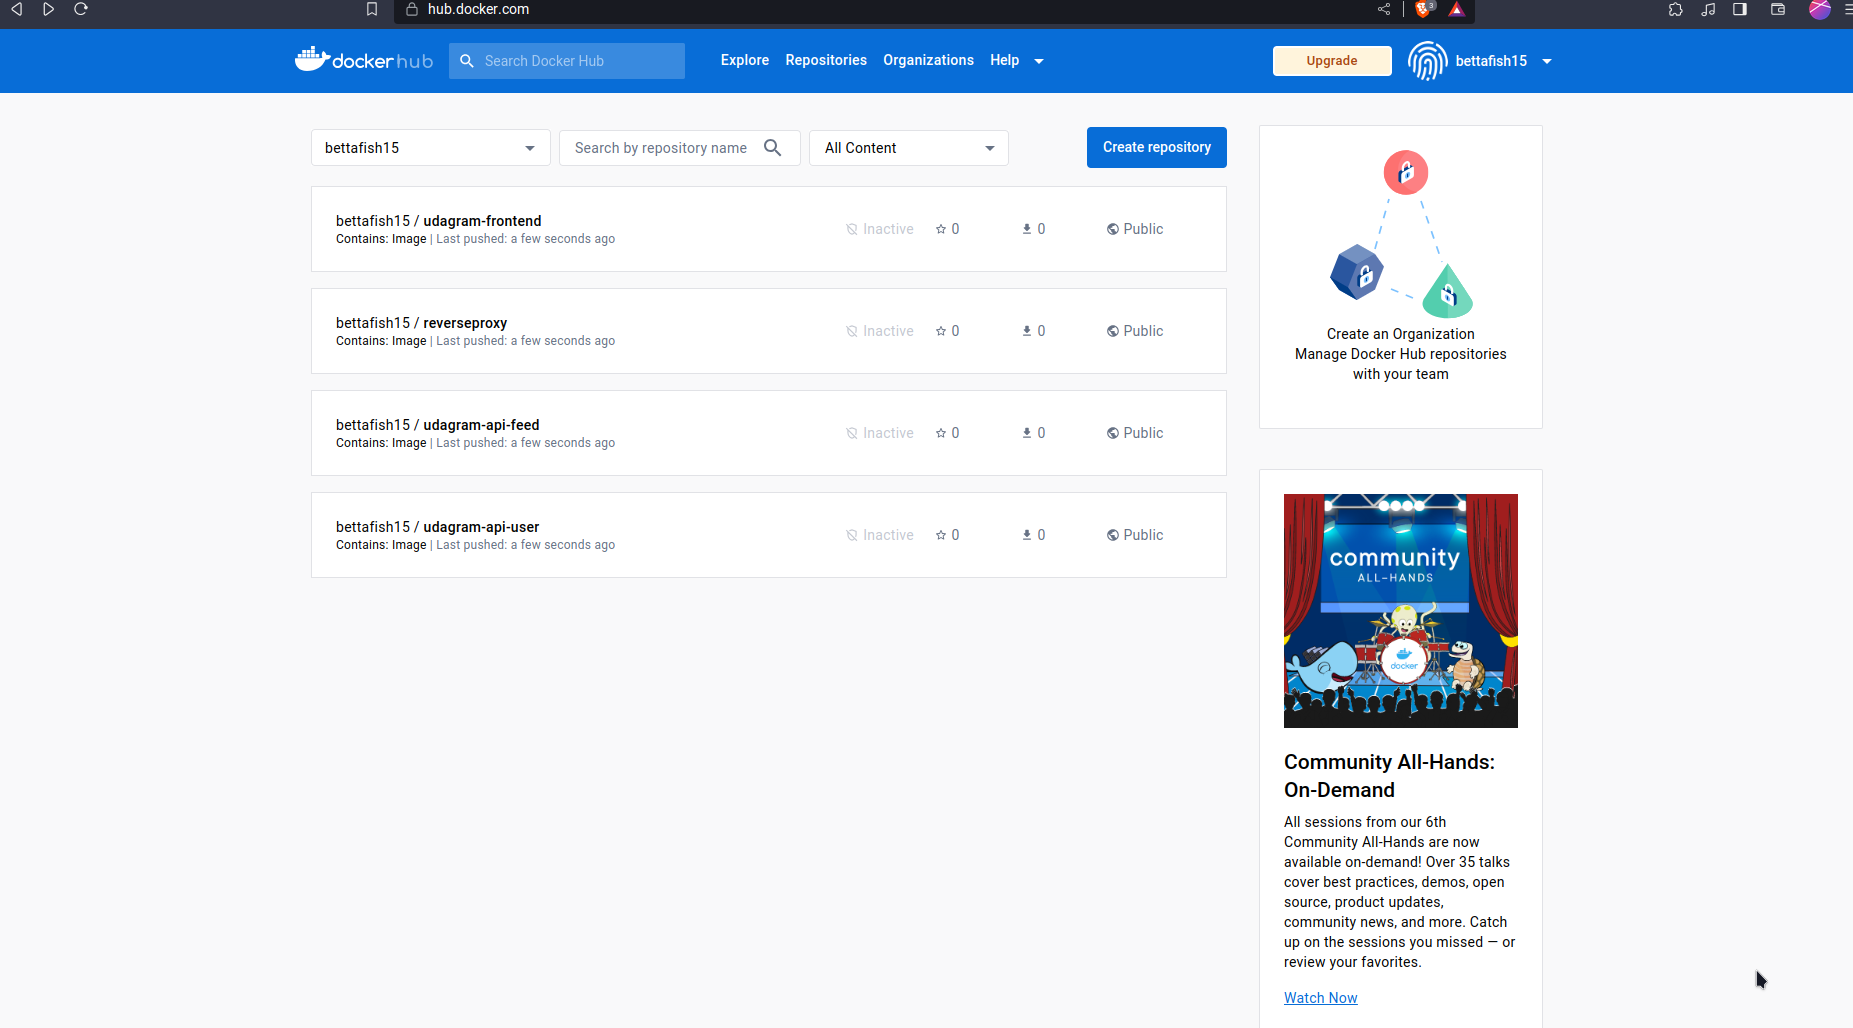 hub.docker.com
3
docker hub
Search Docker Hub
Explore
Repositories
Organizations
Help
Upgrade
bettafish15
bettafish15
Search by repository name
All Content
Create repository
bettafish15 / udagram-frontend
Contains: Image | Last pushed: a few seconds ago
Inactive
0
0
Public
bettafish15 / reverseproxy
Contains: Image | Last pushed: a few seconds ago
Inactive
0
0
Public
bettafish15 / udagram-api-feed
Contains: Image | Last pushed: a few seconds ago
Inactive
0
0
Public
bettafish15 / udagram-api-user
Contains: Image | Last pushed: a few seconds ago
Inactive
0
0
Public
Create an Organization
Manage Docker Hub repositories
with your team
community
ALL-HANDS
docker
Community All-Hands:
On-Demand
All sessions from our 6th
Community All-Hands are now
available on-demand! Over 35 talks
cover best practices, demos, open
source, product updates,
community news, and more. Catch
up on the sessions you missed — or
review your favorites.
Watch Now